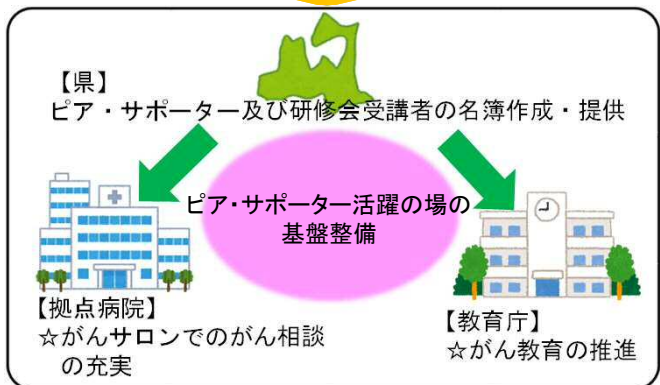 【県】
ピア・サポーター及び研修会受講者の名簿作成・提供
ピア・サポーター活躍の場の
基盤整備
【拠点病院】
☆がんサロンでのがん相談
の充実
【教育庁】
☆がん教育の推進